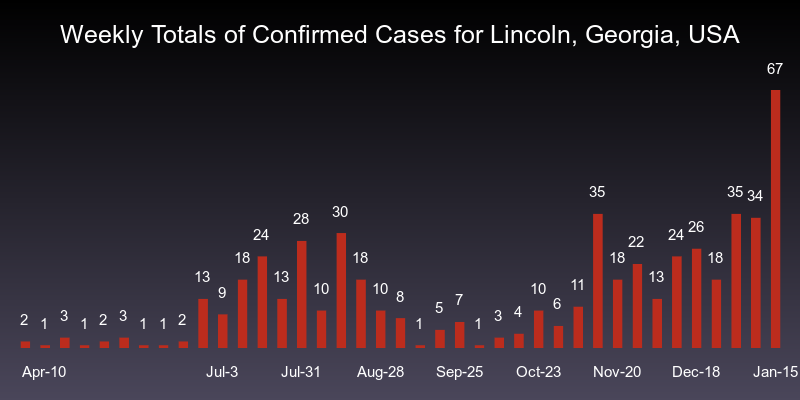 Weekly Totals of Confirmed Cases for Lincoln, Georgia, USA
2 1 3 1 2 3 1 1 2 13 9 18 24 13 28 10 30 18 10 8 1 5 7 1 3 4 10 6 11 35 18 22 13 24 26 18 35 34 67
Apr-10 Jul-3 Jul-31 Aug-28 Sep-25 Oct-23 Nov-20 Dec-18 Jan-15